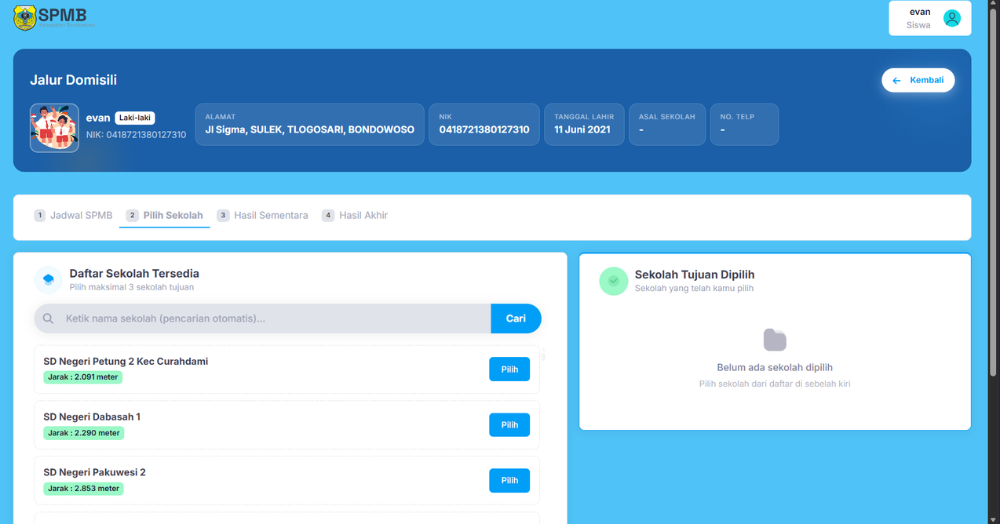 SPMB
Kabupaten Bondowoso
evan
Siswa
Jalur Domisili
Kembali
evan Laki-laki
NIK: 0418721380127310
ALAMAT
Jl Sigma, SULEK, TLOGOSARI, BONDOWOSO
NIK
0418721380127310
TANGGAL LAHIR
11 Juni 2021
ASAL SEKOLAH
-
NO. TELP
-
1 Jadwal SPMB
2 Pilih Sekolah
3 Hasil Sementara
4 Hasil Akhir
Daftar Sekolah Tersedia
Pilih maksimal 3 sekolah tujuan
Ketik nama sekolah (pencarian otomatis)...
Cari
SD Negeri Petung 2 Kec Curahdami
Jarak : 2.091 meter
Pilih
SD Negeri Dabasah 1
Jarak : 2.290 meter
Pilih
SD Negeri Pakuwesi 2
Jarak : 2.853 meter
Pilih
Sekolah Tujuan Dipilih
Sekolah yang telah kamu pilih
Belum ada sekolah dipilih
Pilih sekolah dari daftar di sebelah kiri